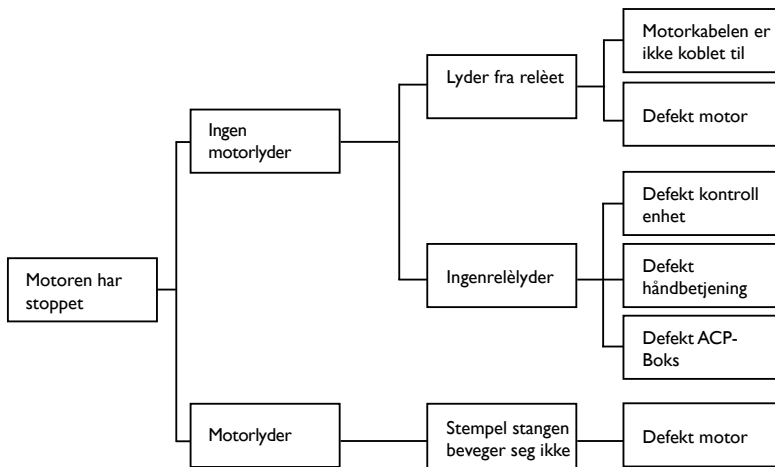 Motoren har
stoppet
Ingen
motorlyder
Lyder fra relèet
Motorkabelen er
ikke koblet til
Defekt motor
Ingenrelèlyder
Defekt kontroll
enhet
Defekt
håndbetjening
Defekt ACP-
Boks
Motorlyder
Stempel stangen
beveger seg ikke
Defekt motor